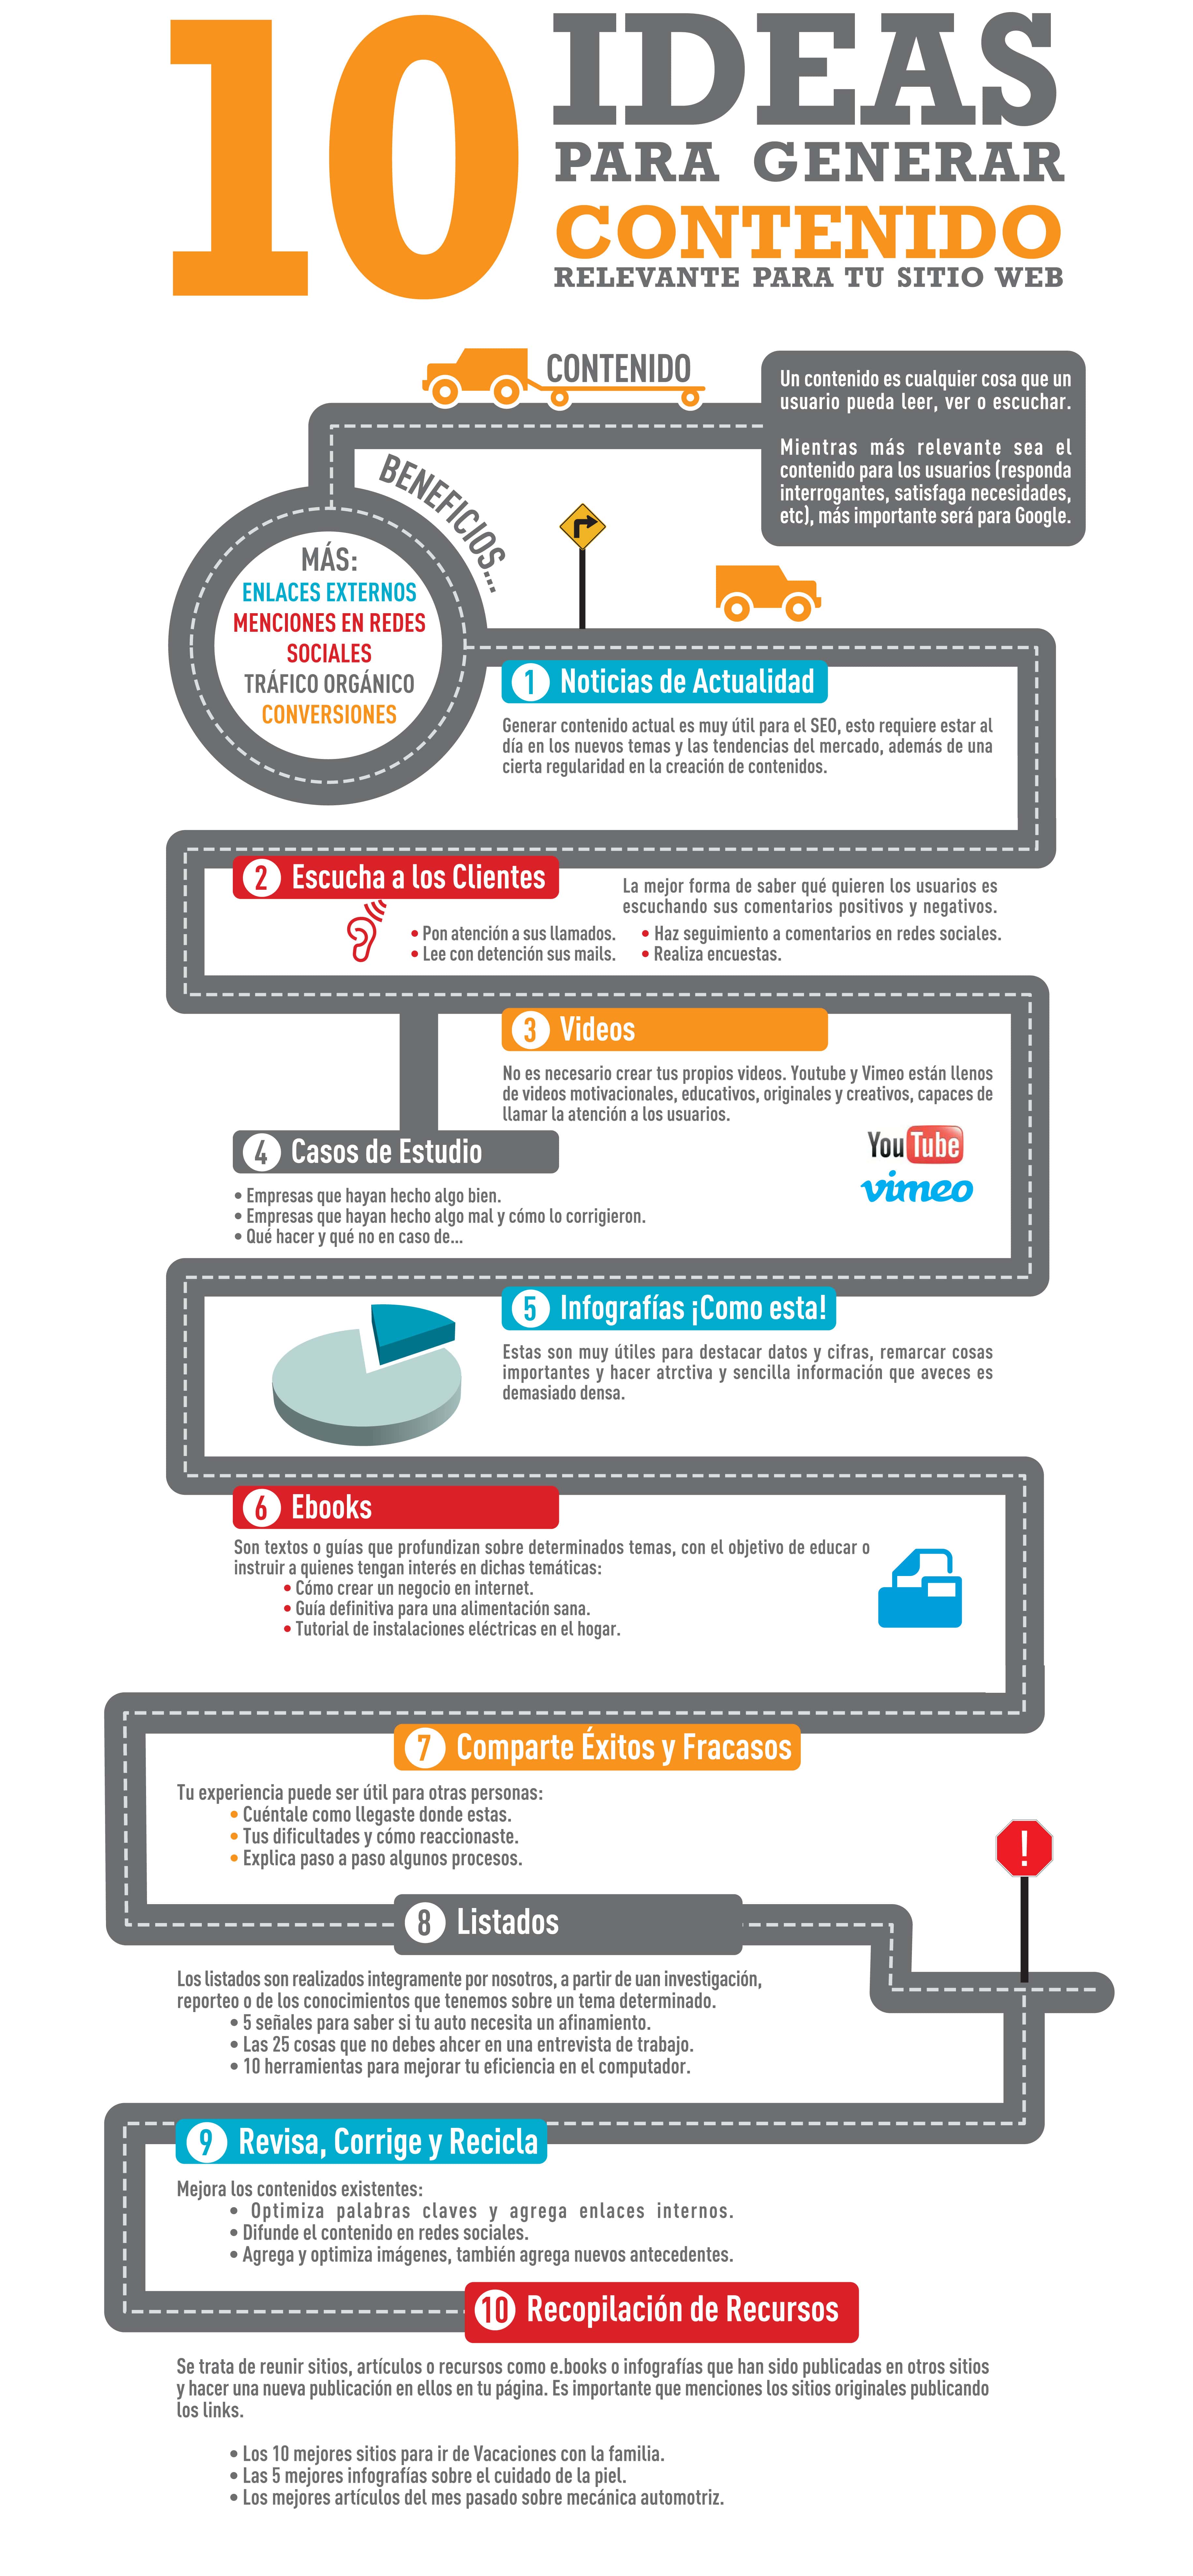 10 IDEAS
PARA GENERAR
CONTENIDO
RELEVANTE PARA TU SITIO WEB
CONTENIDO
Un contenido es cualquier cosa que un
usuario pueda leer, ver o escuchar.
Mientras más relevante sea el
contenido para los usuarios (responda
interrogantes, satisfaga necesidades,
etc), más importante será para Google.
BENEFICIOS...
MÁS:
ENLACES EXTERNOS
MENCIONES EN REDES
SOCIALES
TRÁFICO ORGÁNICO
CONVERSIONES
1 Noticias de Actualidad
Generar contenido actual es muy útil para el SEO, esto requiere estar al
día en los nuevos temas y las tendencias del mercado, además de una
cierta regularidad en la creación de contenidos.
2 Escucha a los Clientes
La mejor forma de saber qué quieren los usuarios es
escuchando sus comentarios positivos y negativos.
• Pon atención a sus llamados.
• Lee con detención sus mails.
• Haz seguimiento a comentarios en redes sociales.
• Realiza encuestas.
3 Videos
No es necesario crear tus propios videos. Youtube y Vimeo están llenos
de videos motivacionales, educativos, originales y creativos, capaces de
llamar la atención a los usuarios.
YouTube
vimeo
4 Casos de Estudio
• Empresas que hayan hecho algo bien.
• Empresas que hayan hecho algo mal y cómo lo corrigieron.
• Qué hacer y qué no en caso de...
5 Infografías ¡Como esta!
Estas son muy útiles para destacar datos y cifras, remarcar cosas
importantes y hacer atrctiva y sencilla información que aveces es
demasiado densa.
6 Ebooks
Son textos o guías que profundizan sobre determinados temas, con el objetivo de educar o
instruir a quienes tengan interés en dichas temáticas:
• Cómo crear un negocio en internet.
• Guía definitiva para una alimentación sana.
• Tutorial de instalaciones eléctricas en el hogar.
7 Comparte Éxitos y Fracasos
Tu experiencia puede ser útil para otras personas:
• Cuéntale como llegaste donde estas.
• Tus dificultades y cómo reaccionaste.
• Explica paso a paso algunos procesos.
!
8 Listados
Los listados son realizados integramente por nosotros, a partir de uan investigación,
reporteo o de los conocimientos que tenemos sobre un tema determinado.
• 5 señales para saber si tu auto necesita un afinamiento.
• Las 25 cosas que no debes ahcer en una entrevista de trabajo.
• 10 herramientas para mejorar tu eficiencia en el computador.
9 Revisa, Corrige y Recicla
Mejora los contenidos existentes:
• Optimiza palabras claves y agrega enlaces internos.
• Difunde el contenido en redes sociales.
• Agrega y optimiza imágenes, también agrega nuevos antecedentes.
10 Recopilación de Recursos
Se trata de reunir sitios, artículos o recursos como e.books o infografías que han sido publicadas en otros sitios
y hacer una nueva publicación en ellos en tu página. Es importante que menciones los sitios originales publicando
los links.
• Los 10 mejores sitios para ir de Vacaciones con la familia.
• Las 5 mejores infografías sobre el cuidado de la piel.
• Los mejores artículos del mes pasado sobre mecánica automotriz.